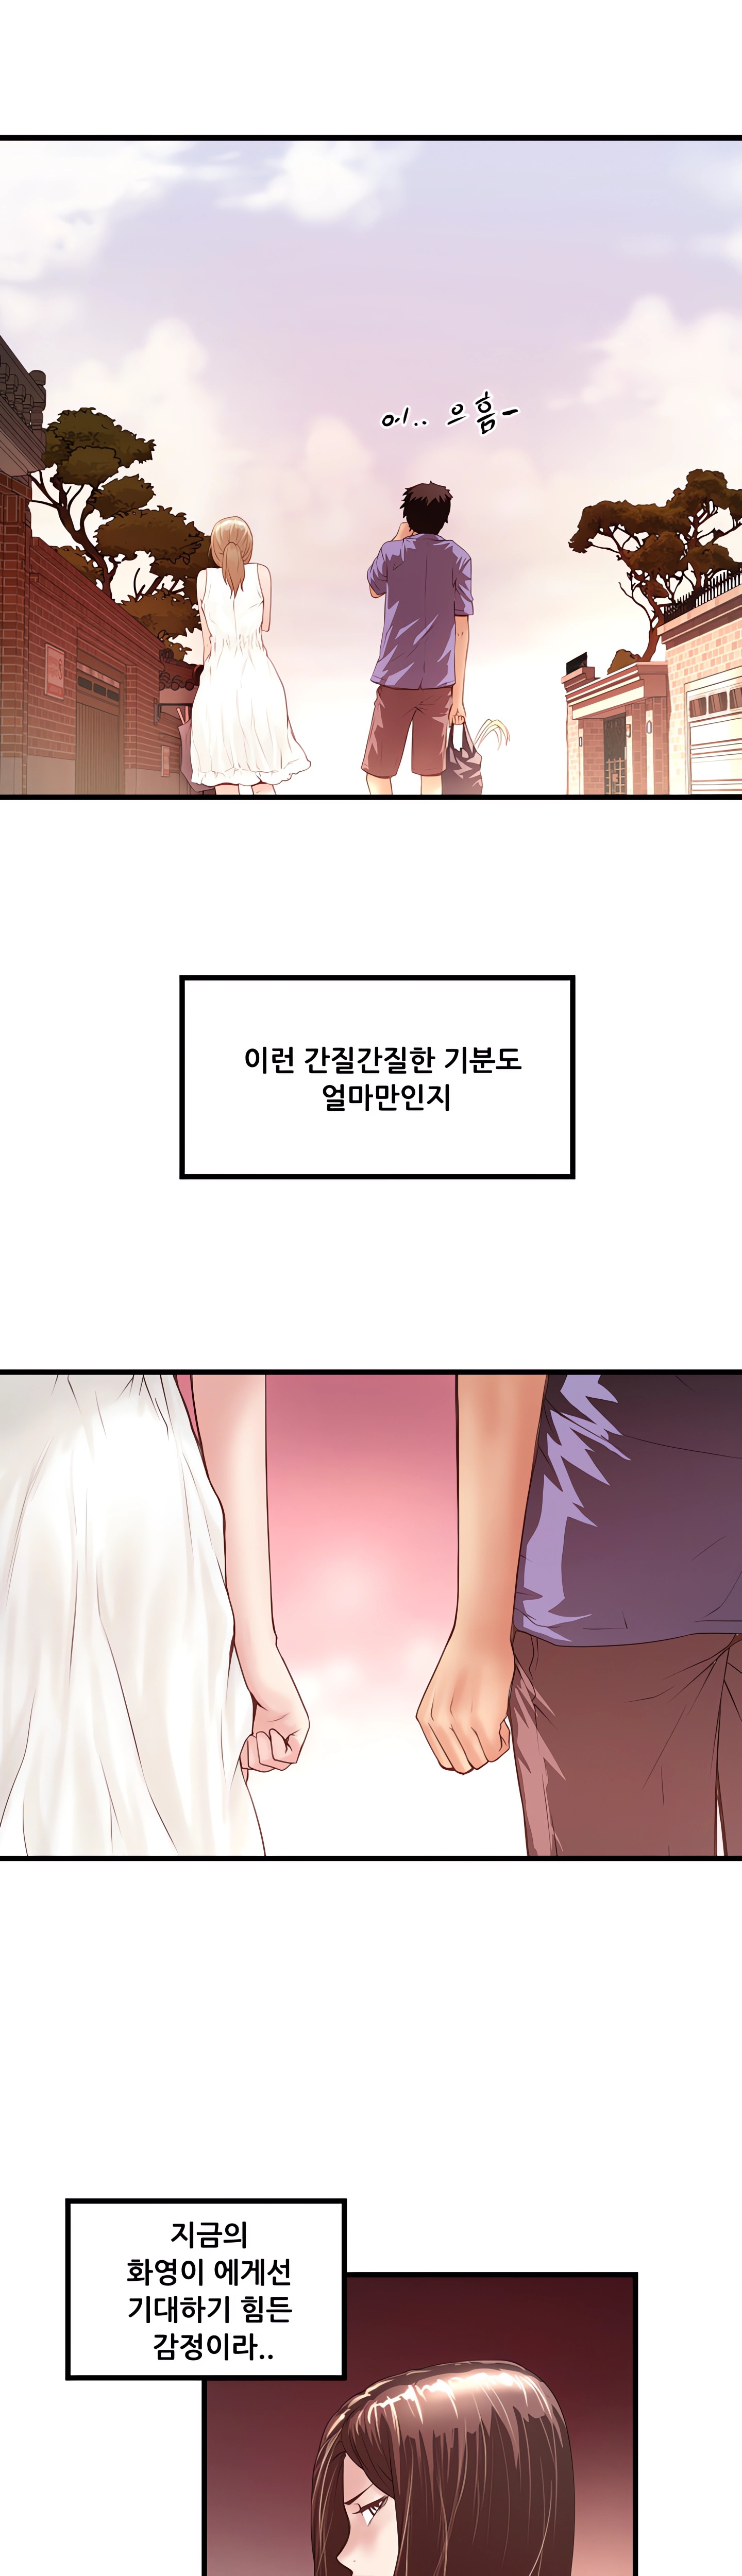 어.. 으흠-
이런 간질간질한 기분도
얼마만인지
지금의
화영이 에게선
기대하기 힘든
감정이라..